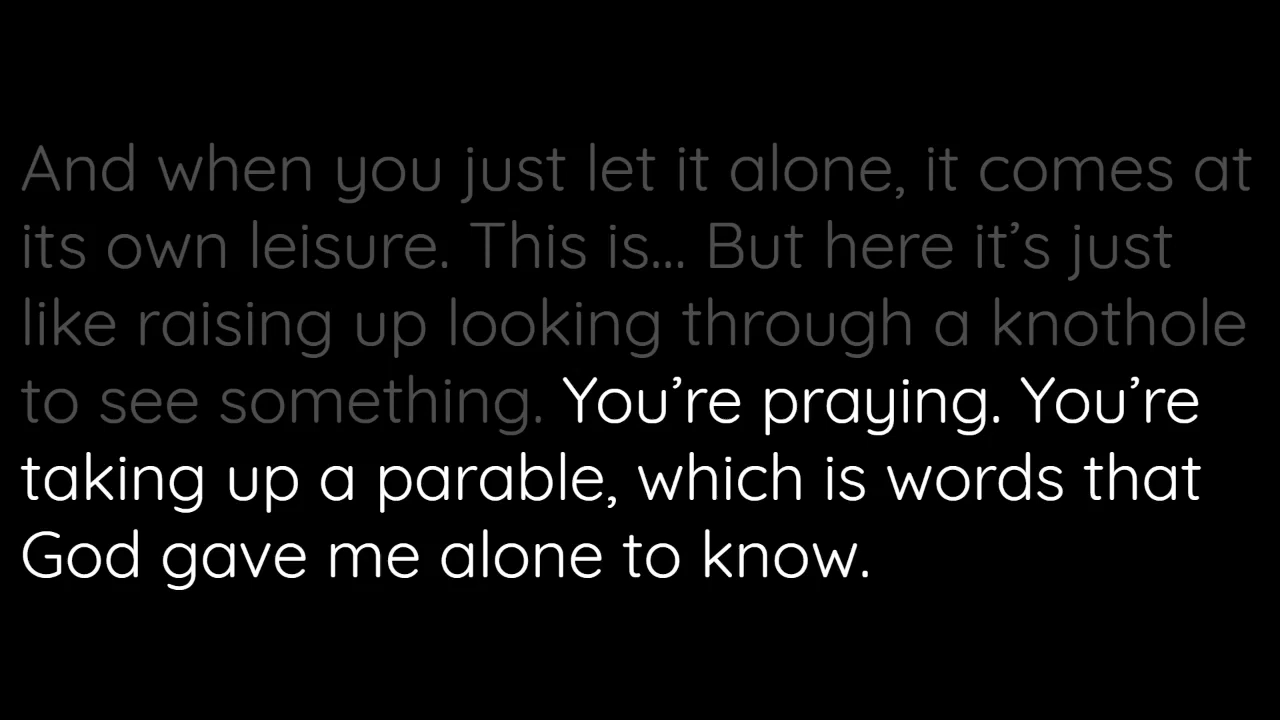 And when you just let it alone, it comes at
its own leisure. This is... But here it’s just
like raising up looking through a knothole
to see something. You’re praying. You’re
taking up a parable, which is words that
God gave me alone to know.